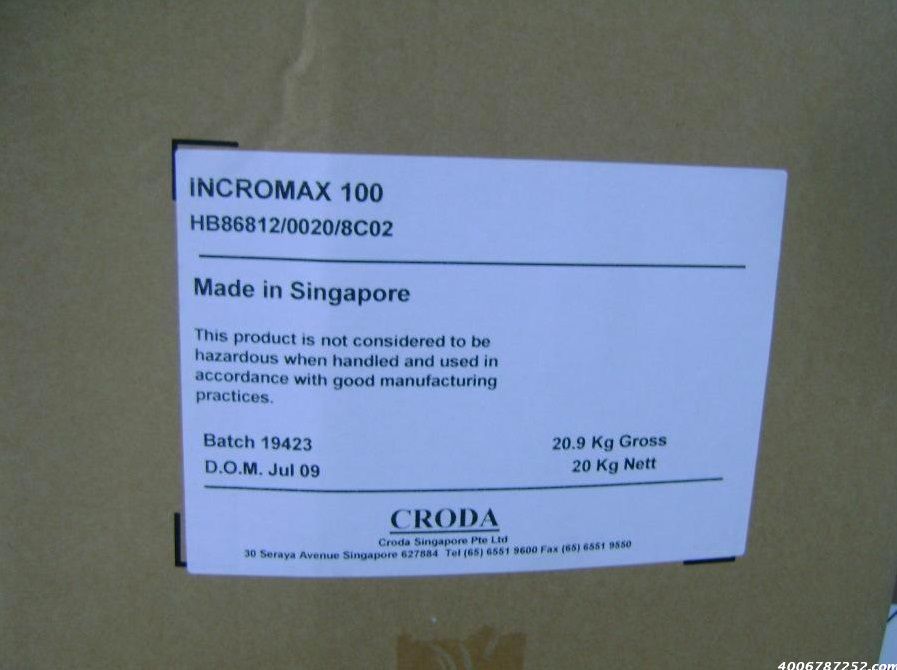 iNCROMAX 100
HB86812/0020/8C02
Made in Singapore
This product is not considered to be
hazardous when handled and used in
accordance with good manufacturing
practices.
Batch 19423
20.9 Kg Gross
D.O.M. Jul 09
20 Kg Nett
CRODA
Croda Singapore Pte Ltd
30 Seraya Avenue Singapore 627884 Tel (65) 6551 9600 Fax (65) 6551 9550
4006787252.com